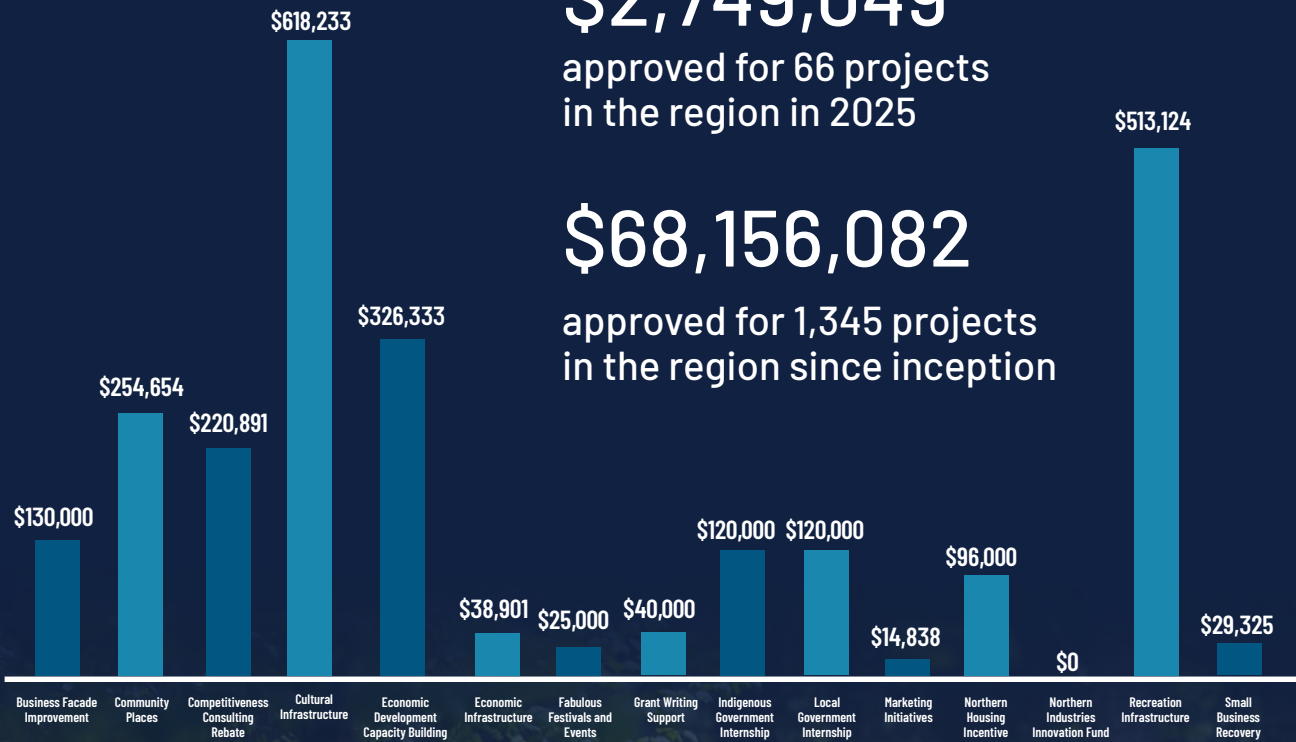 $2,749,049
approved for 66 projects
in the region in 2025
$68,156,082
approved for 1,345 projects
in the region since inception
$130,000
$254,654
$220,891
$618,233
$326,333
$38,901
$25,000
$40,000
$120,000
$120,000
$14,838
$96,000
$0
$513,124
$29,325
Business Facade
Improvement
Community
Places
Competitiveness
Consulting
Rebate
Cultural
Infrastructure
Economic
Development
Capacity Building
Economic
Infrastructure
Fabulous
Festivals and
Events
Grant Writing
Support
Indigenous
Government
Internship
Local
Government
Internship
Marketing
Initiatives
Northern
Housing
Incentive
Northern
Industries
Innovation Fund
Recreation
Infrastructure
Small
Business
Recovery